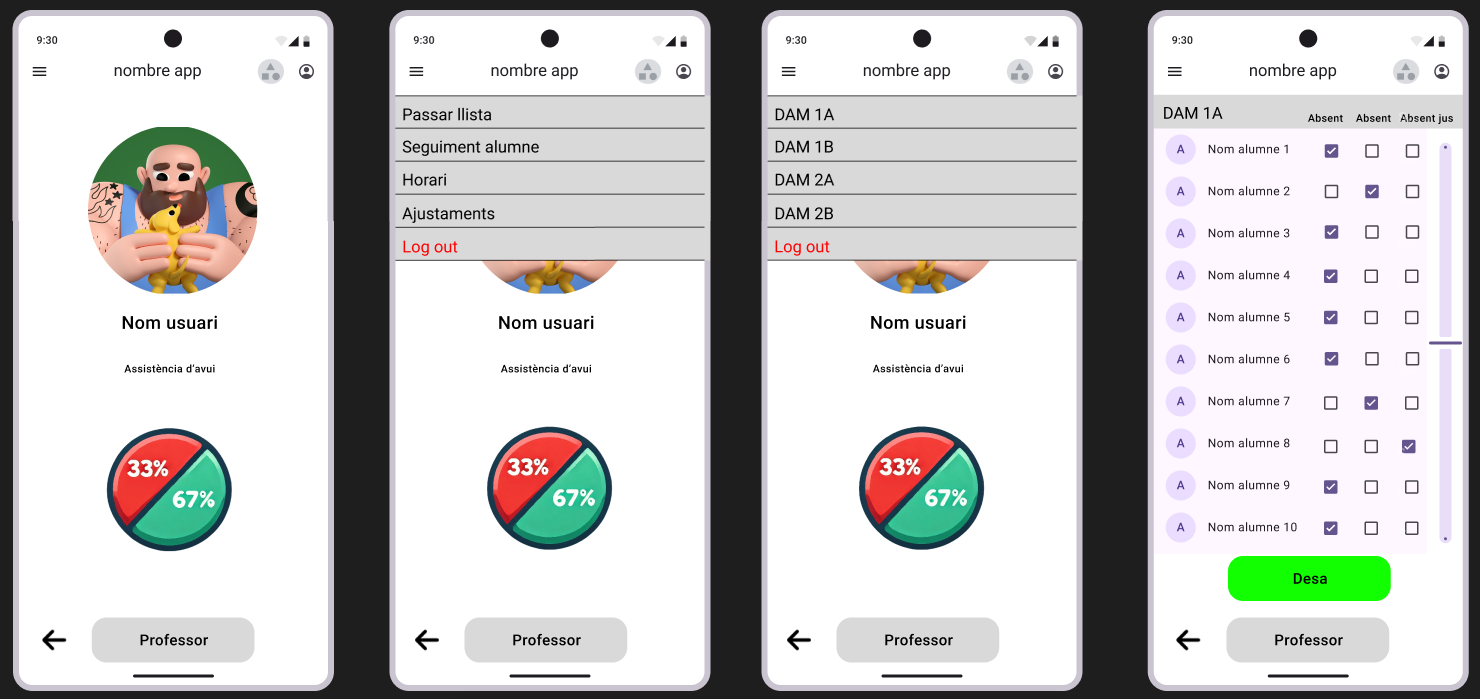 9:30
nombre app
Nom usuari
Assistència d'avui
33%
67%
Professor
9:30
nombre app
Passar llista
Seguiment alumne
Horari
Ajustaments
Log out
Nom usuari
Assistència d'avui
33%
67%
Professor
9:30
nombre app
DAM 1A
DAM 1B
DAM 2A
DAM 2B
Log out
Nom usuari
Assistència d'avui
33%
67%
Professor
9:30
nombre app
DAM 1A Absent Absent Absent jus
A Nom alumne 1
A Nom alumne 2
A Nom alumne 3
A Nom alumne 4
A Nom alumne 5
A Nom alumne 6
A Nom alumne 7
A Nom alumne 8
A Nom alumne 9
A Nom alumne 10
Desa
Professor